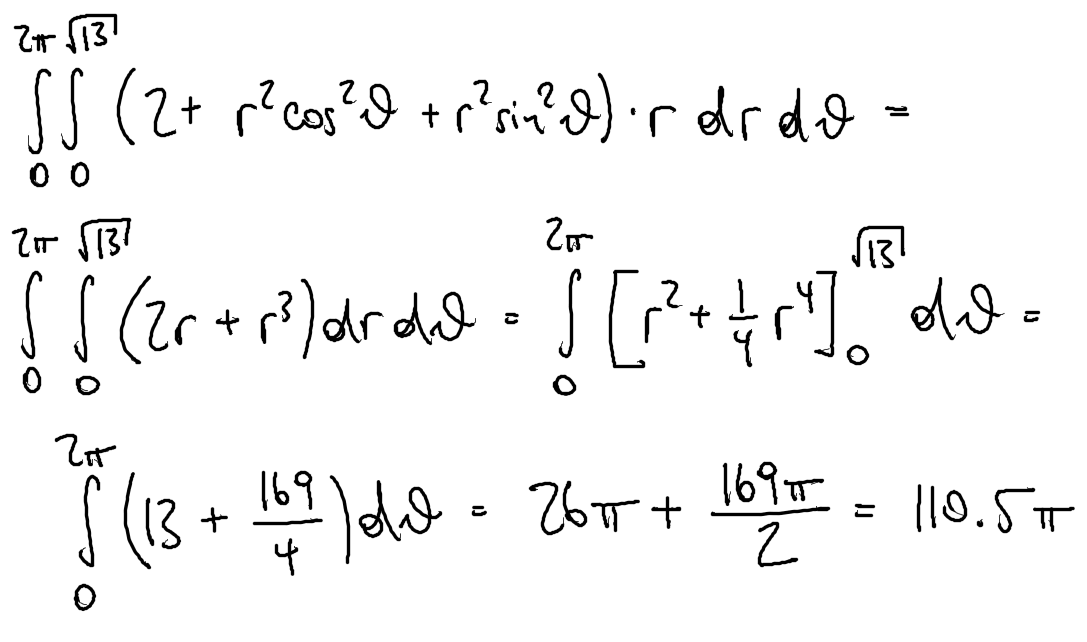 \int_0^{2\pi} \int_0^{\sqrt{13}} (2 + r^2 \cos^2 \vartheta + r^2 \sin^2 \vartheta) \cdot r \, dr \, d\vartheta =
\int_0^{2\pi} \int_0^{\sqrt{13}} (2r + r^3) dr \, d\vartheta = \int_0^{2\pi} \left[ r^2 + \frac{1}{4} r^4 \right]_0^{\sqrt{13}} d\vartheta =
\int_0^{2\pi} \left( 13 + \frac{169}{4} \right) d\vartheta = 26\pi + \frac{169\pi}{2} = 110.5\pi